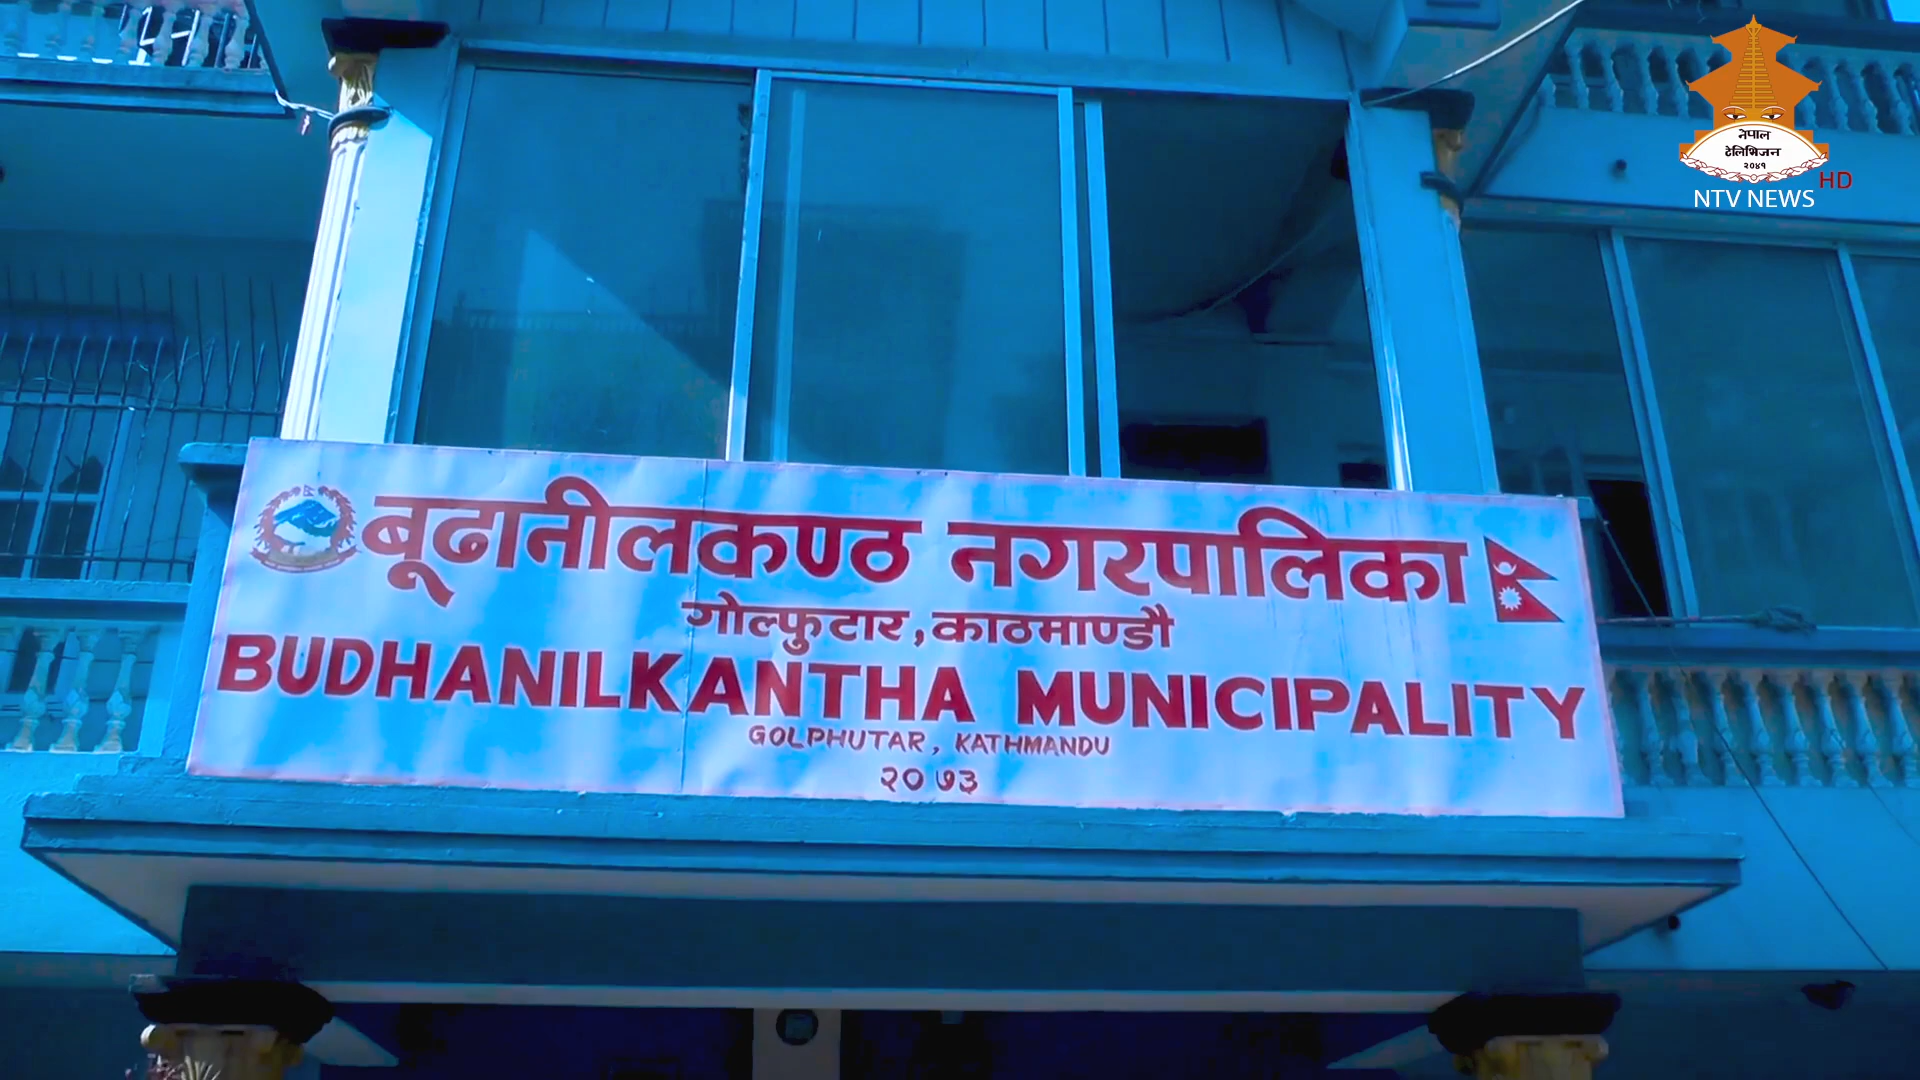 नेपाल
टेलिभिजन
२०४१
HD
NTV NEWS
बूढानीलकण्ठ नगरपालिका
गोल्फुटार, काठमाण्डौ
BUDHANILKANTHA MUNICIPALITY
GOLPHUTAR, KATHMANDU
२०७३